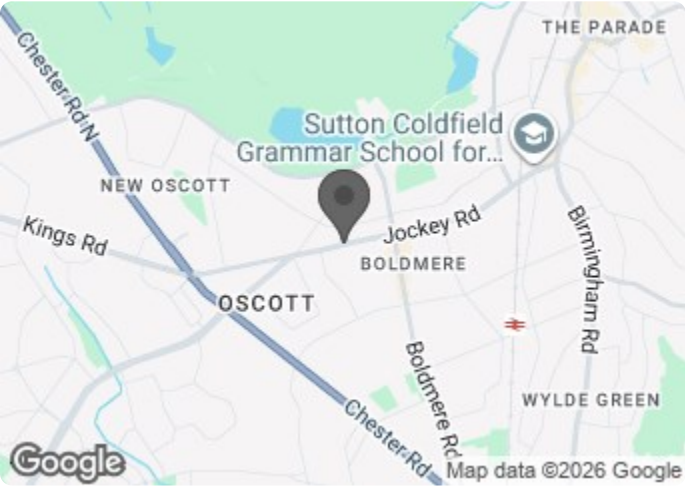 THE PARADE
Chester Rd N
Sutton Coldfield
Grammar School for...
NEW OSCOTT
Kings Rd
Jockey Rd
Birmingham Rd
BOLDMERE
OSCOTT
Boldmere Rd
WYLDE GREEN
Chester Rd
Google
Map data ©2026 Google